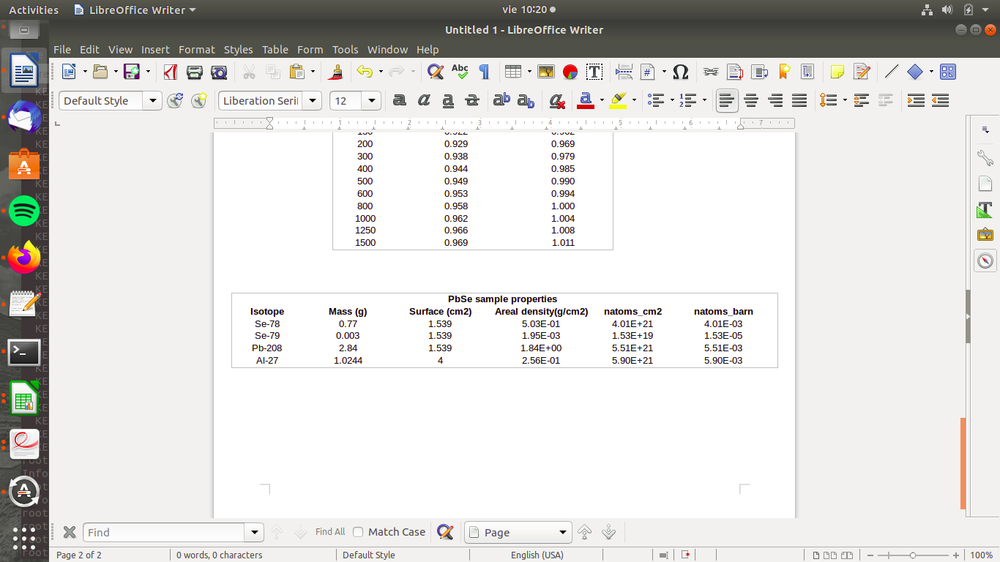 Activities LibreOffice Writer vie 10:20
Untitled 1 - LibreOffice Writer
File Edit View Insert Format Styles Table Form Tools Window Help
Default Style Liberation Seri 12
1 2 3 4 5 6 7
200 0.929 0.969
300 0.938 0.979
400 0.944 0.985
500 0.949 0.990
600 0.953 0.994
800 0.958 1.000
1000 0.962 1.004
1250 0.966 1.008
1500 0.969 1.011
PbSe sample properties
Isotope Mass (g) Surface (cm2) Areal density(g/cm2) natoms_cm2 natoms_barn
Se-78 0.77 1.539 5.03E-01 4.01E+21 4.01E-03
Se-79 0.003 1.539 1.95E-03 1.53E+19 1.53E-05
Pb-208 2.84 1.539 1.84E+00 5.51E+21 5.51E-03
Al-27 1.0244 4 2.56E-01 5.90E+21 5.90E-03
Find Find All Match Case Page
Page 2 of 2 0 words, 0 characters Default Style English (USA) 100%